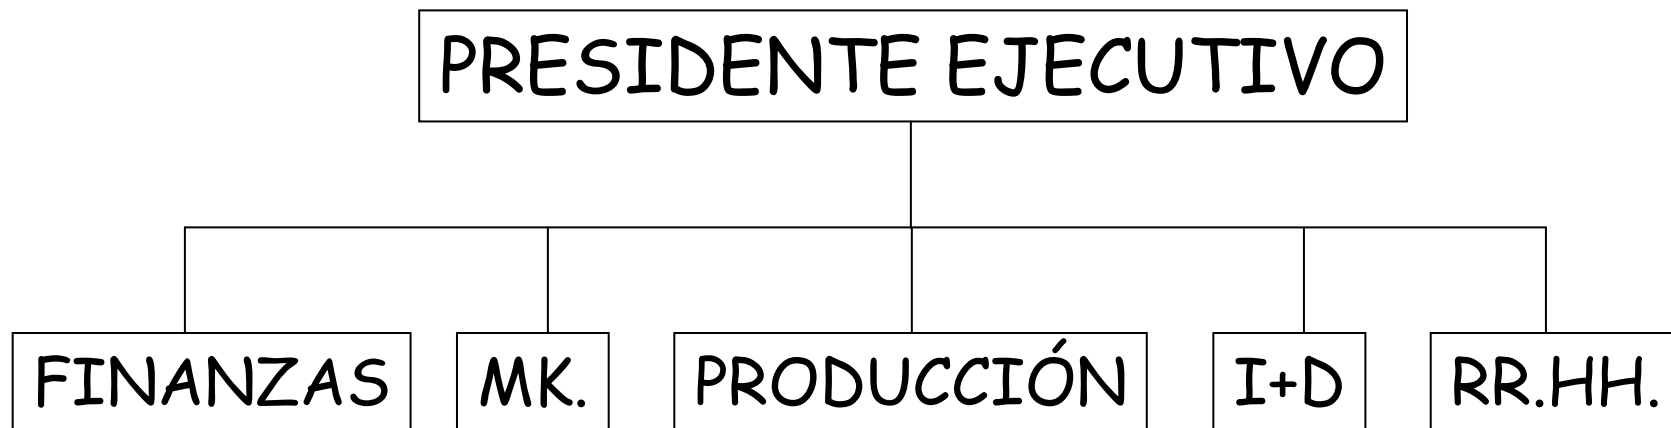 PRESIDENTE EJECUTIVO
FINANZAS MK. PRODUCCIÓN I+D RR.HH.